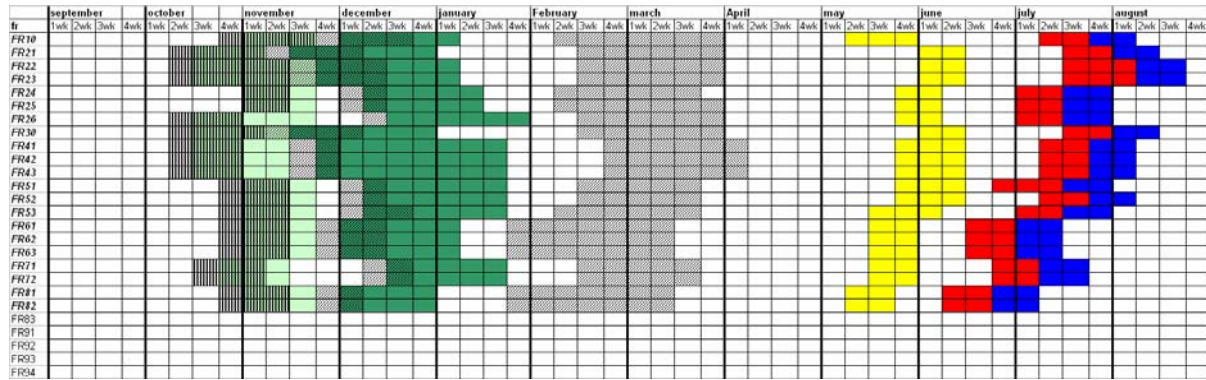 september october november december january February march April may june july august
fr 1wk 2wk 3wk 4wk 1wk 2wk 3wk 4wk 1wk 2wk 3wk 4wk 1wk 2wk 3wk 4wk 1wk 2wk 3wk 4wk 1wk 2wk 3wk 4wk 1wk 2wk 3wk 4wk 1wk 2wk 3wk 4wk 1wk 2wk 3wk 4wk 1wk 2wk 3wk 4wk 1wk 2wk 3wk 4wk 1wk 2wk 3wk 4wk
FR10
FR21
FR22
FR23
FR24
FR25
FR26
FR30
FR41
FR42
FR43
FR51
FR52
FR53
FR61
FR62
FR63
FR71
FR72
FR81
FR82
FR83
FR91
FR92
FR93
FR94